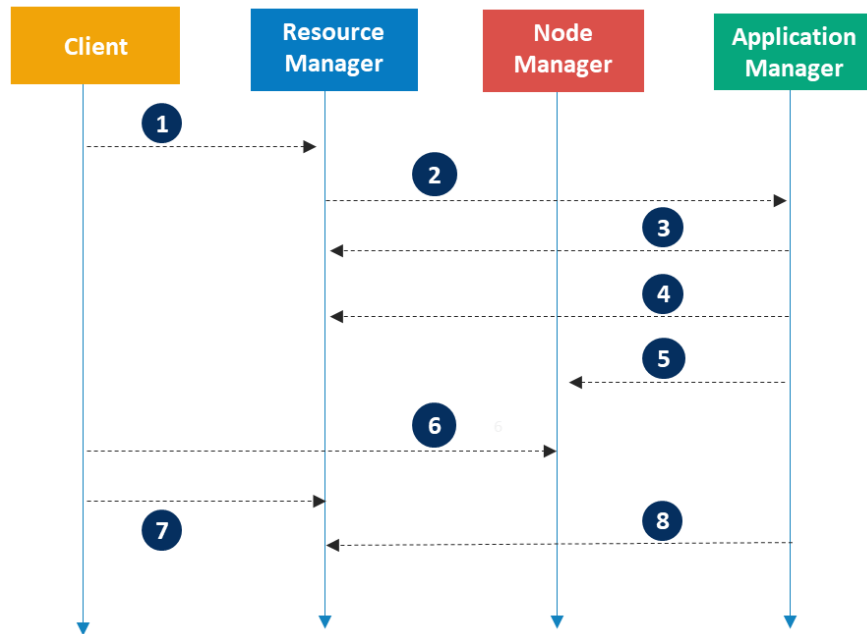 Client
Resource
Manager
Node
Manager
Application
Manager
1
2
3
4
5
6
6
7
8